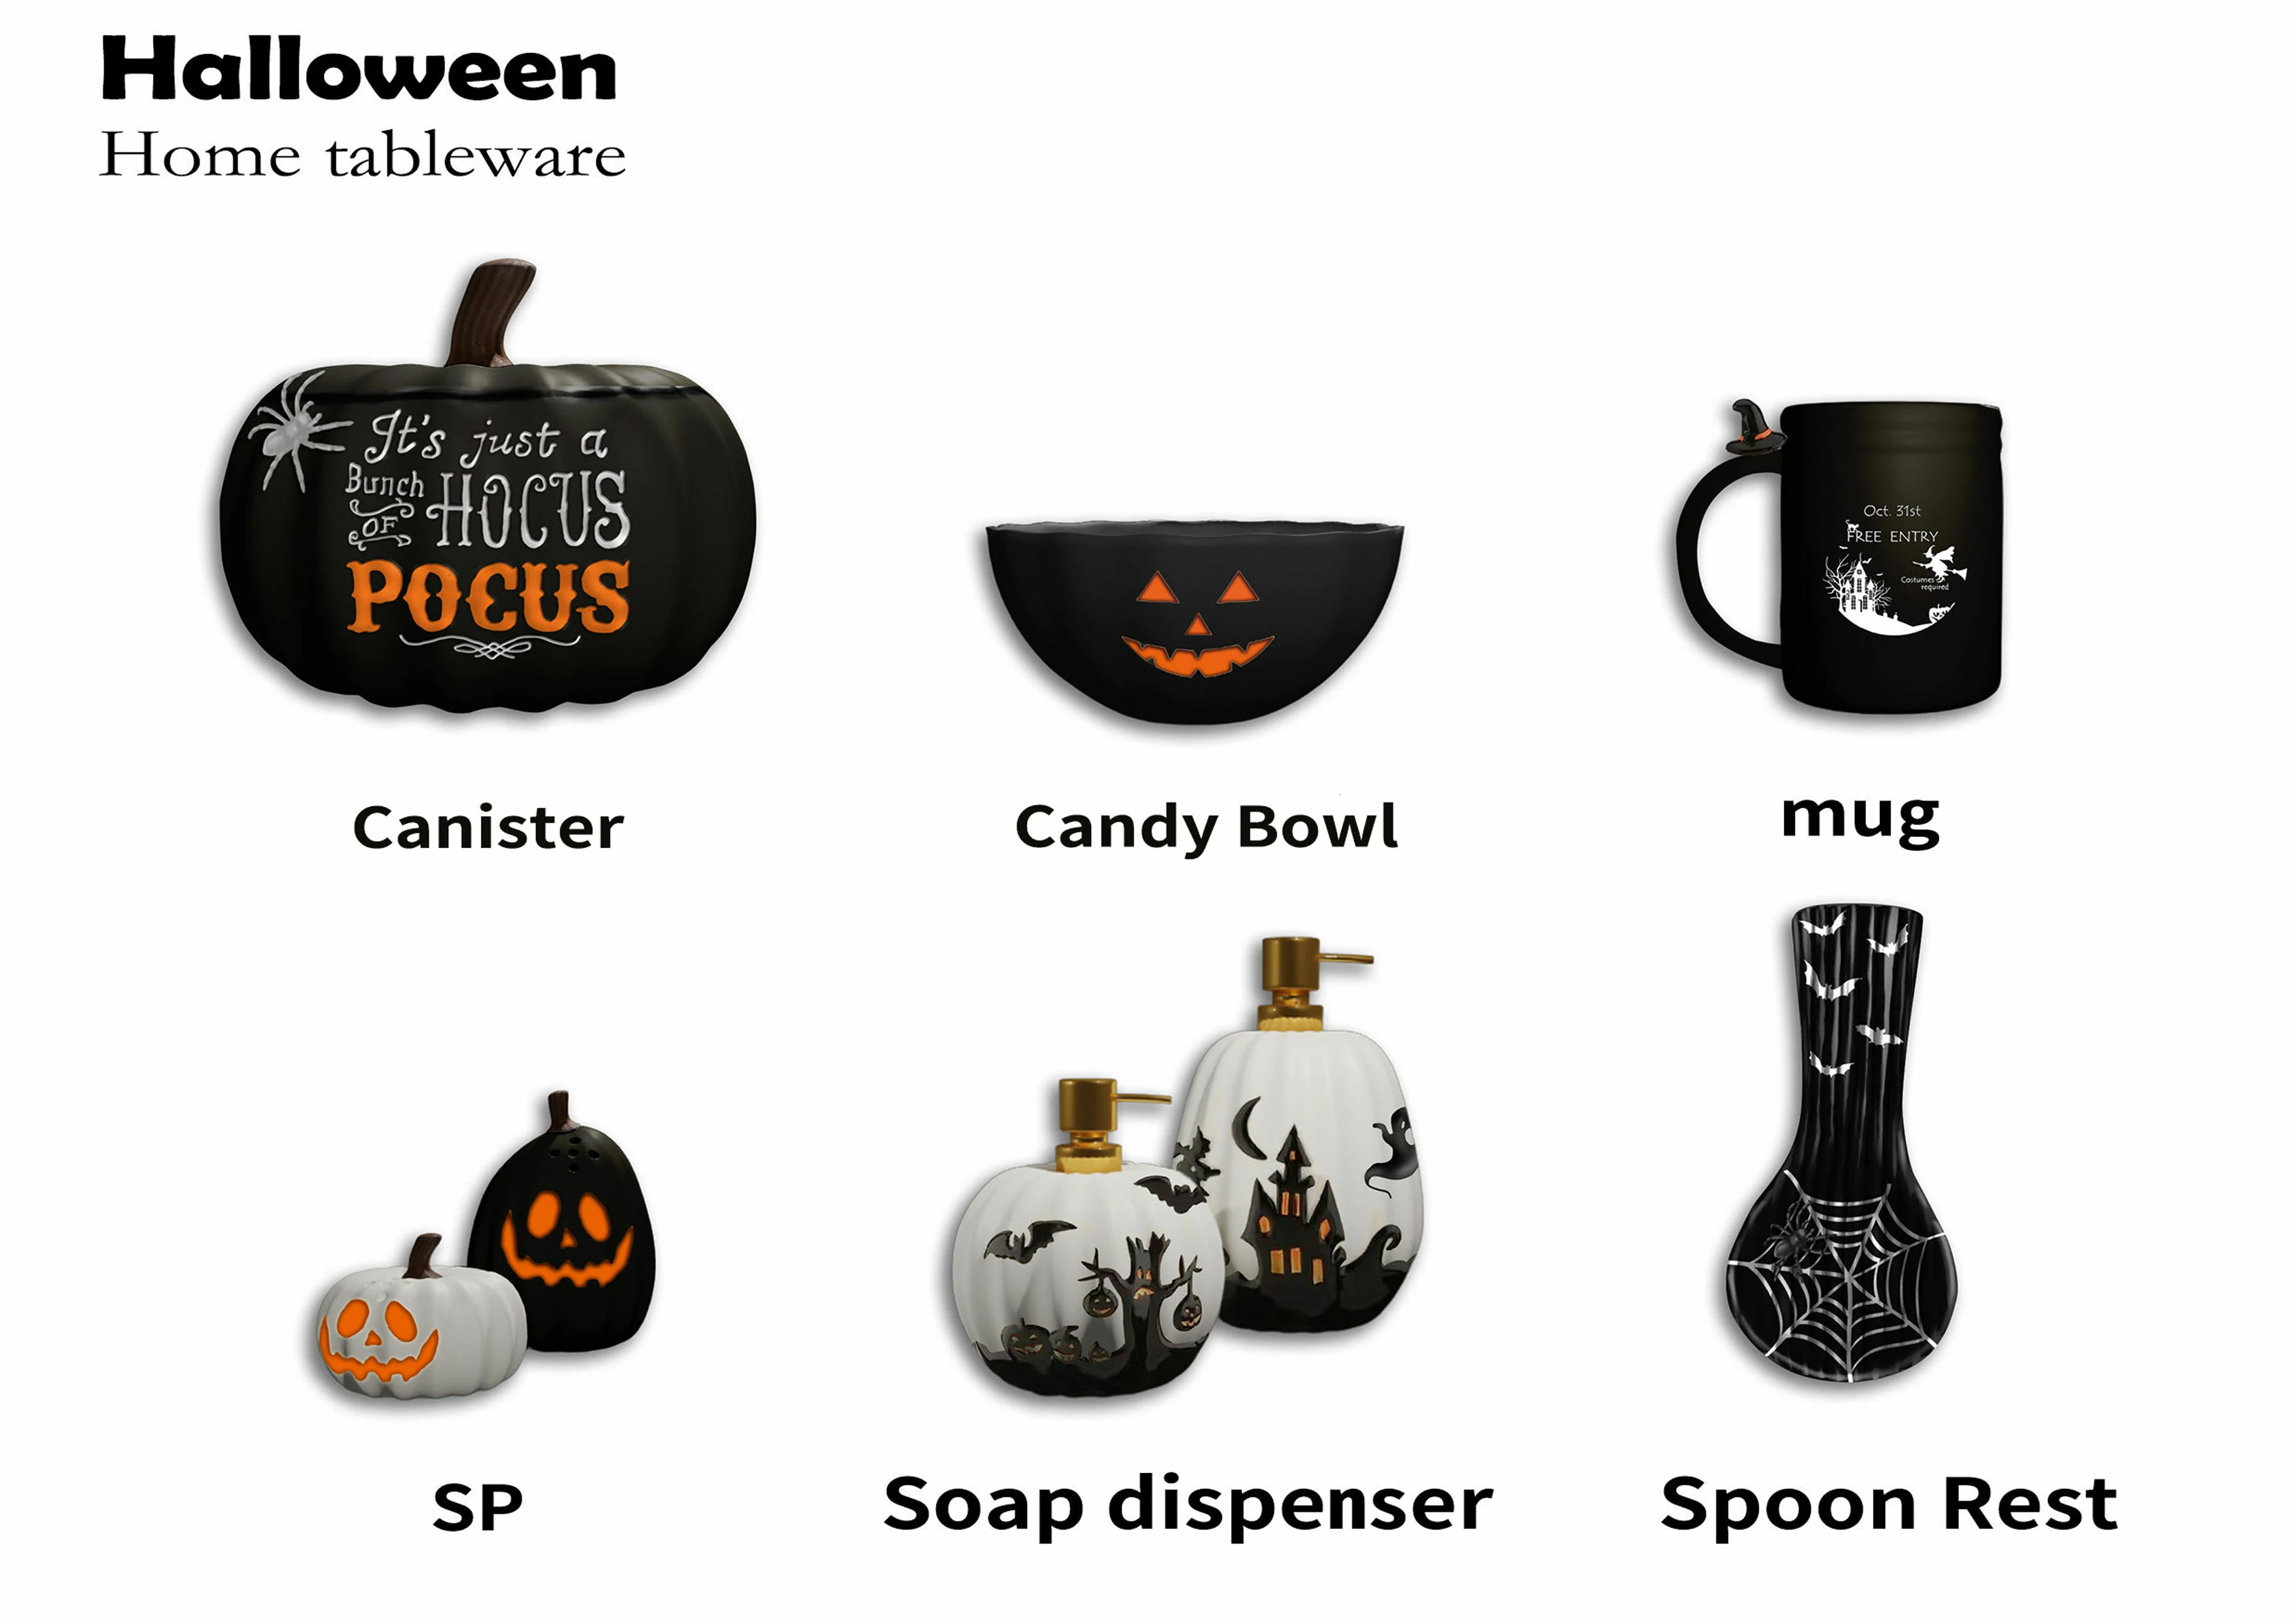 Halloween
Home tableware
It's just a
Bunch
OF
HOCUS
POCUS
Oct. 31st
FREE ENTRY
Costumes
required
Canister
Candy Bowl
mug
SP
Soap dispenser
Spoon Rest